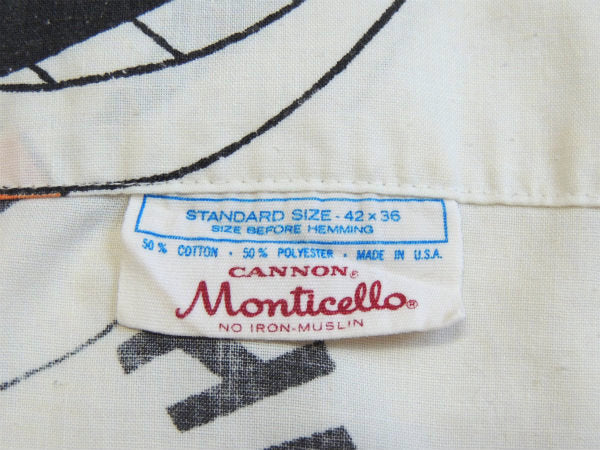 STANDARD SIZE - 42 x 36
SIZE BEFORE HEMMING
50% COTTON • 50% POLYESTER • MADE IN U.S.A.
CANNON®
Monticello®
NO IRON-MUSLIN